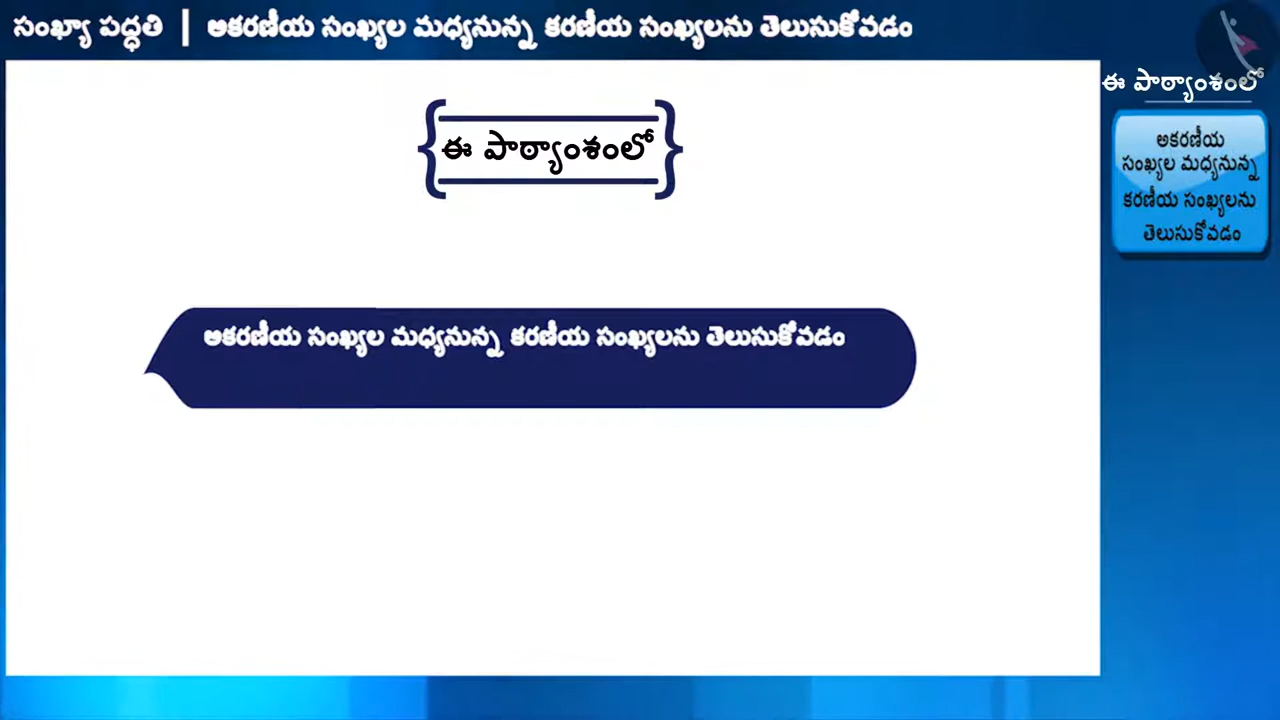 సంఖ్యా పద్ధతి | అకరణీయ సంఖ్యల మధ్యనున్న కరణీయ సంఖ్యలను తెలుసుకోవడం
ఈ పాఠ్యాంశంలో
అకరణీయ సంఖ్యల మధ్యనున్న కరణీయ సంఖ్యలను తెలుసుకోవడం
ఈ పాఠ్యాంశంలో
అకరణీయ
సంఖ్యల మధ్యనున్న
కరణీయ సంఖ్యలను
తెలుసుకోవడం